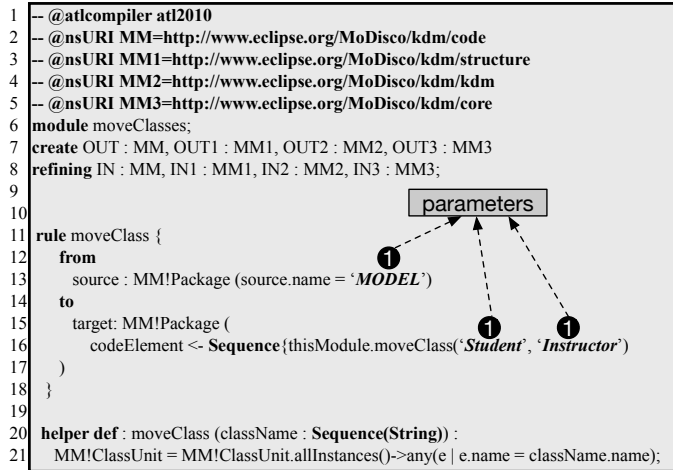 1 -- @atlcompiler atl2010
2 -- @nsURI MM=http://www.eclipse.org/MoDisco/kdm/code
3 -- @nsURI MM1=http://www.eclipse.org/MoDisco/kdm/structure
4 -- @nsURI MM2=http://www.eclipse.org/MoDisco/kdm/kdm
5 -- @nsURI MM3=http://www.eclipse.org/MoDisco/kdm/core
6 module moveClasses;
7 create OUT : MM, OUT1 : MM1, OUT2 : MM2, OUT3 : MM3
8 refining IN : MM, IN1 : MM1, IN2 : MM2, IN3 : MM3;
9
10 parameters
11 rule moveClass {
12 from 1
13 source : MM!Package (source.name = ‘MODEL’)
14 to
15 target: MM!Package ( 1 1
16 codeElement <- Sequence{thisModule.moveClass(‘Student’, ‘Instructor’)
17 )
18 }
19
20 helper def : moveClass (className : Sequence(String)) :
21 MM!ClassUnit = MM!ClassUnit.allInstances()->any(e | e.name = className.name);